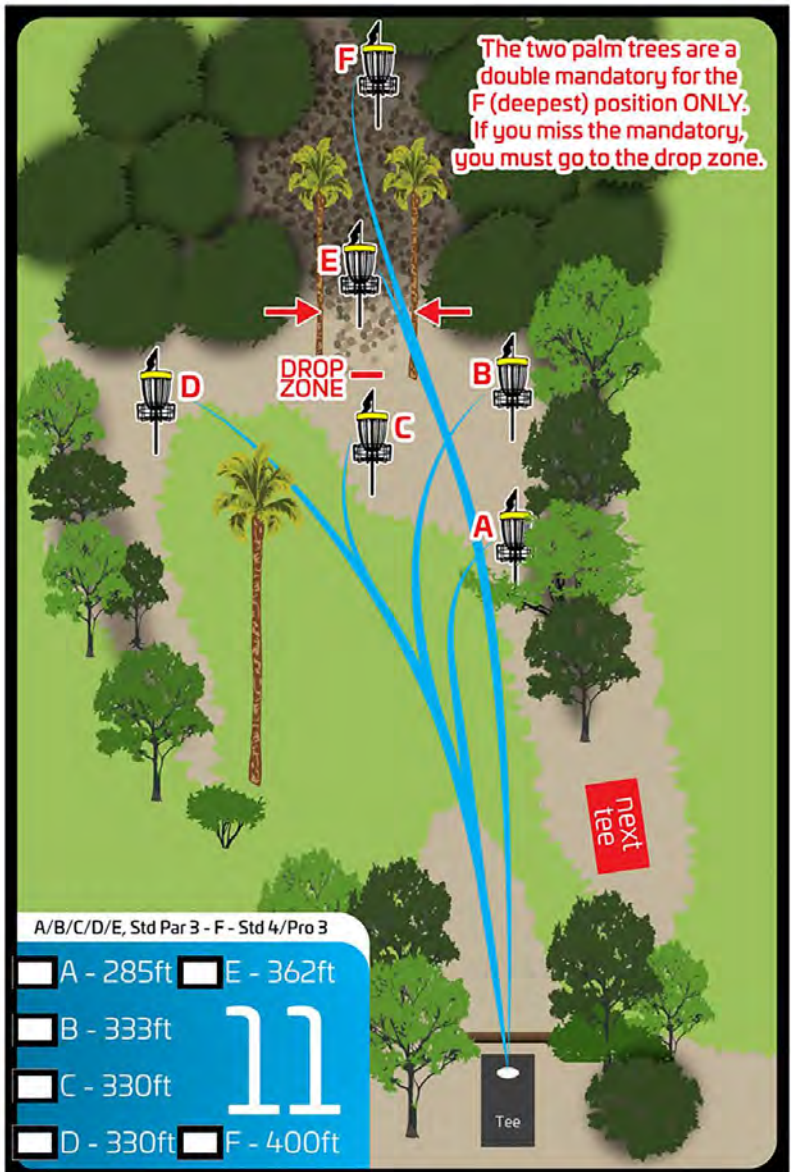 The two palm trees are a
double mandatory for the
F (deepest) position ONLY.
If you miss the mandatory,
you must go to the drop zone.
F
E
DROP
ZONE
B
D
C
A
next
tee
A/B/C/D/E, Std Par 3 - F - Std 4/Pro 3
A - 285ft
E - 362ft
B - 333ft
11
C - 330ft
D - 330ft
F - 400ft
Tee